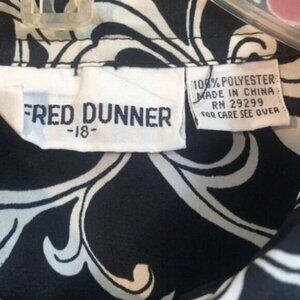 FRED DUNNER
-18-
100% POLYESTER
MADE IN CHINA
RN 29299
FOR CARE SEE OVER